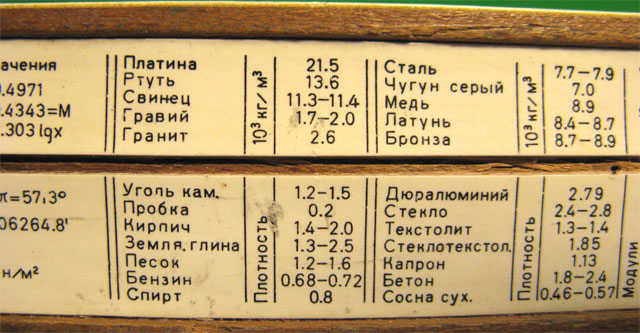 ачения Платина 21.5 Сталь 7.7–7.9
.4971 Ртуть 13.6 Чугун серый 7.0
.4343=М Свинец 11.3–11.4 Медь 8.9
.303 lgx Гравий 1.7–2.0 Латунь 8.4–8.7
Гранит 2.6 Бронза 8.7–8.9
10³ кг/м³
10³ кг/м³
π=57,3° Уголь кам. 1.2–1.5 Дюралюминий 2.79
06264.8' Пробка 0.2 Стекло 2.4–2.8
Кирпич 1.4–2.0 Текстолит 1.3–1.4
Земля, глина 1.3–2.5 Стеклотекстол. 1.85
н/м² Песок 1.2–1.6 Капрон 1.13
Бензин 0.68–0.72 Бетон 1.8–2.4
Спирт 0.8 Сосна сух. 0.46–0.57
Плотность
Плотность
Модули